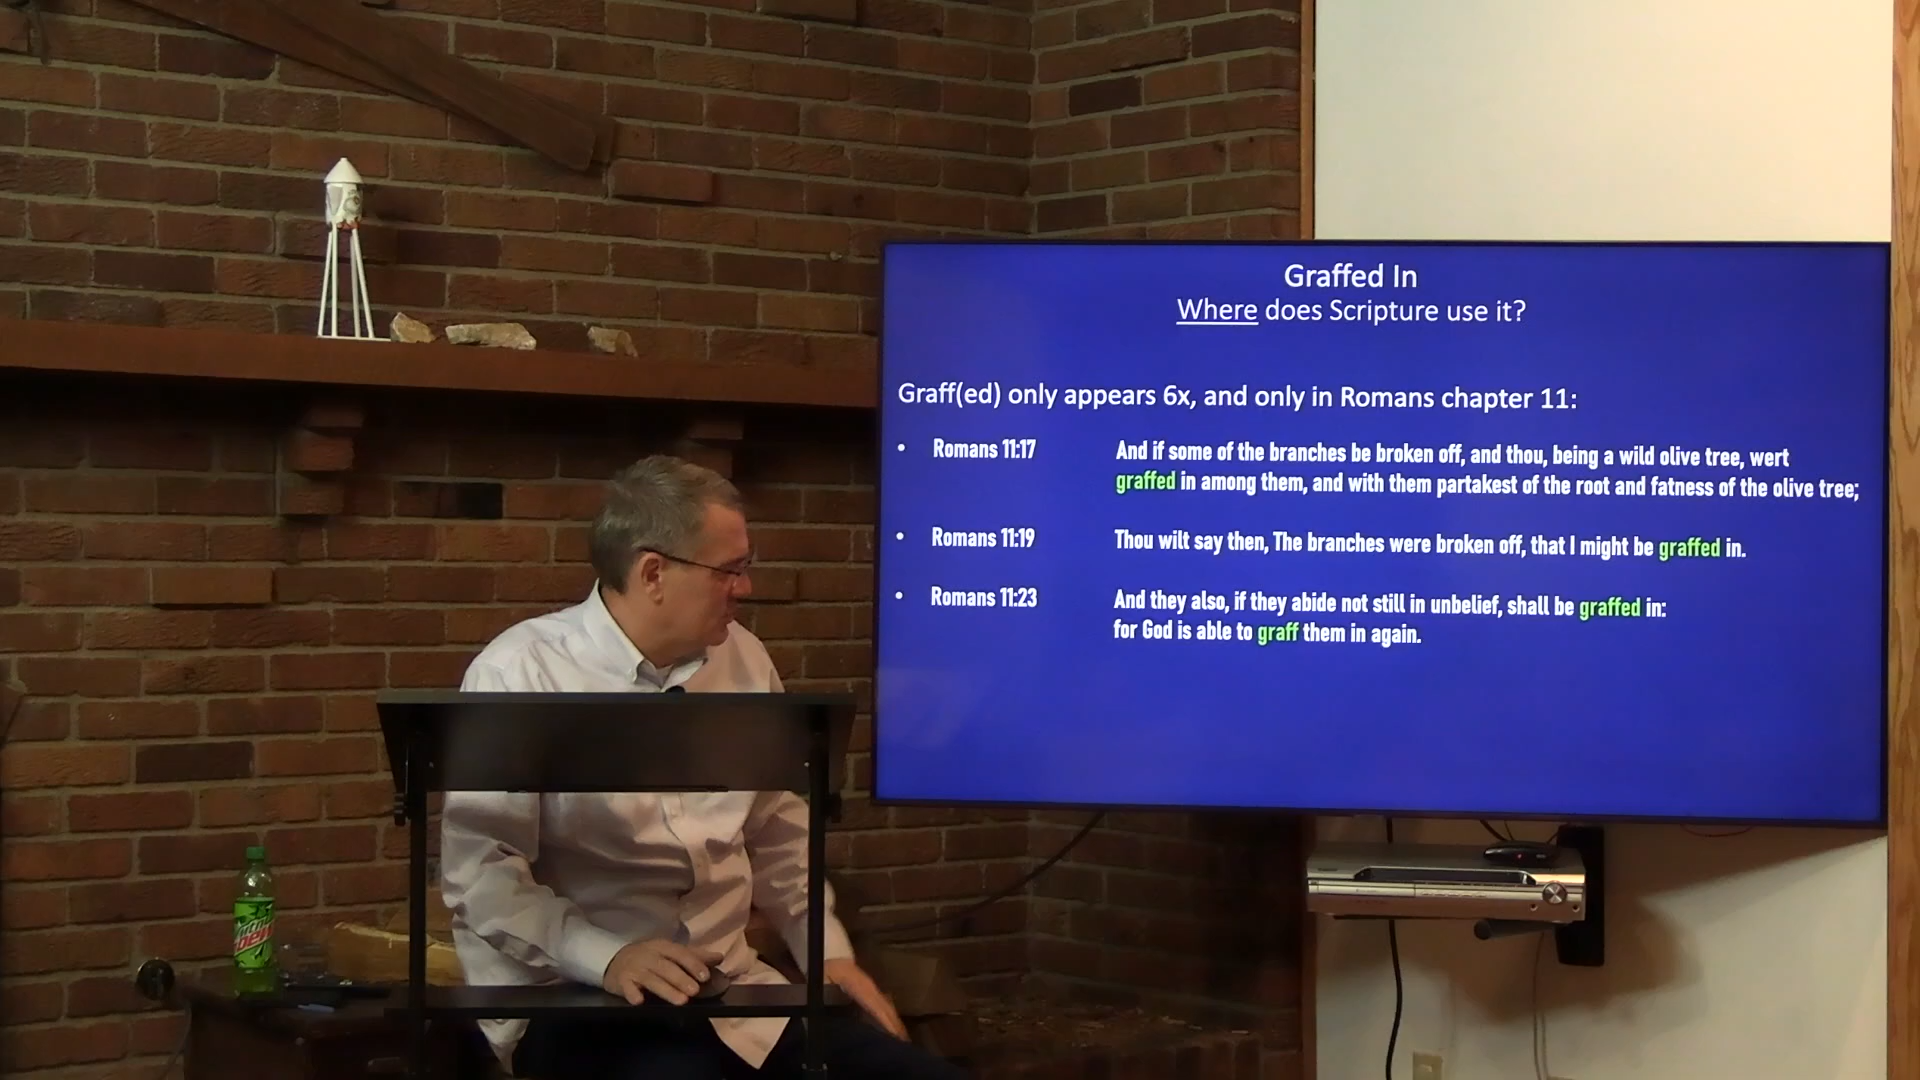 Graffed In
Where does Scripture use it?
Graff(ed) only appears 6x, and only in Romans chapter 11:
• Romans 11:17 And if some of the branches be broken off, and thou, being a wild olive tree, wert
graffed in among them, and with them partakest of the root and fatness of the olive tree;
• Romans 11:19 Thou wilt say then, The branches were broken off, that I might be graffed in.
• Romans 11:23 And they also, if they abide not still in unbelief, shall be graffed in:
for God is able to graff them in again.